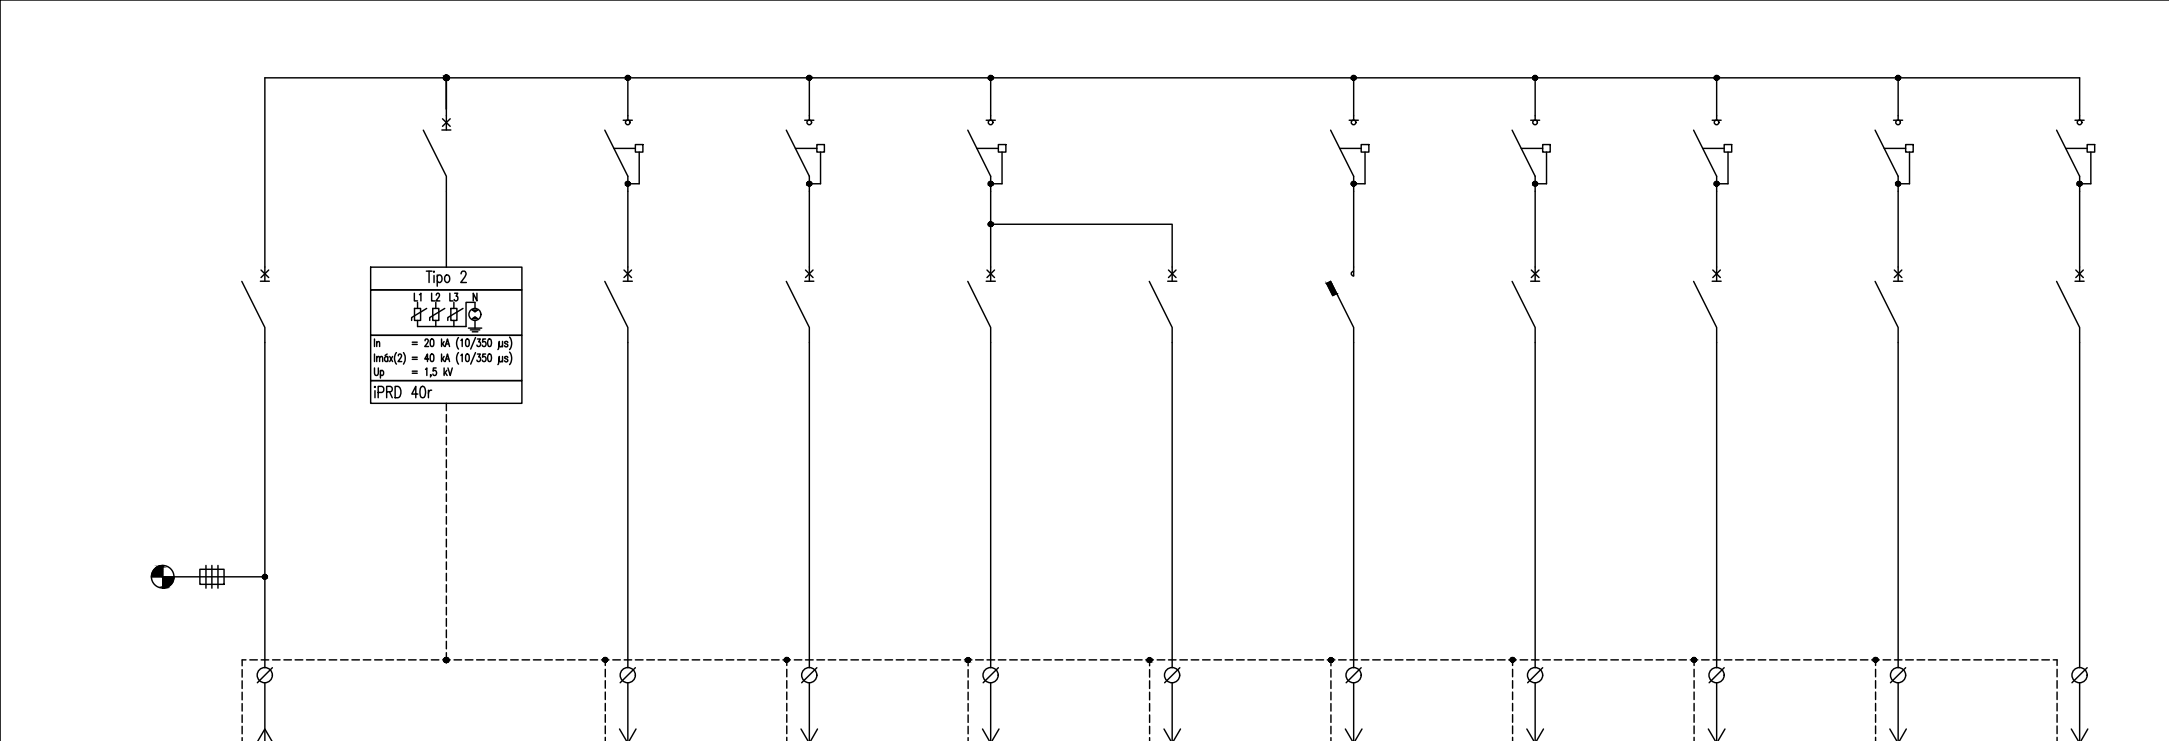 Tipo 2
L1 L2 L3 N
In = 20 kA (10/350 µs)
Imáx(2) = 40 kA (10/350 µs)
Up = 1,5 kV
iPRD 40r